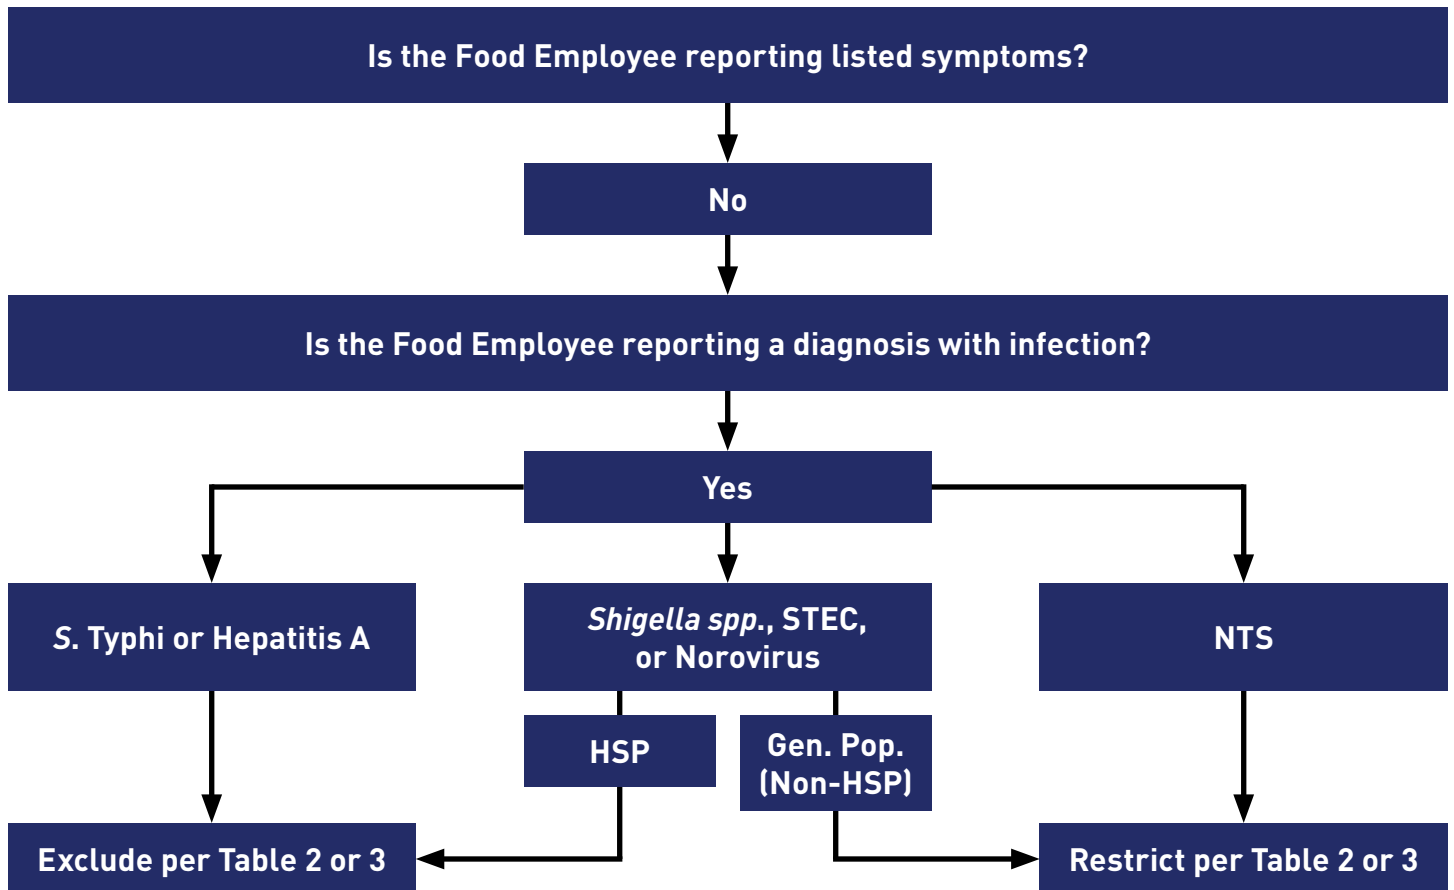 Is the Food Employee reporting listed symptoms?
No
Is the Food Employee reporting a diagnosis with infection?
Yes
S. Typhi or Hepatitis A
Shigella spp., STEC,
or Norovirus
NTS
HSP
Gen. Pop.
(Non-HSP)
Exclude per Table 2 or 3
Restrict per Table 2 or 3